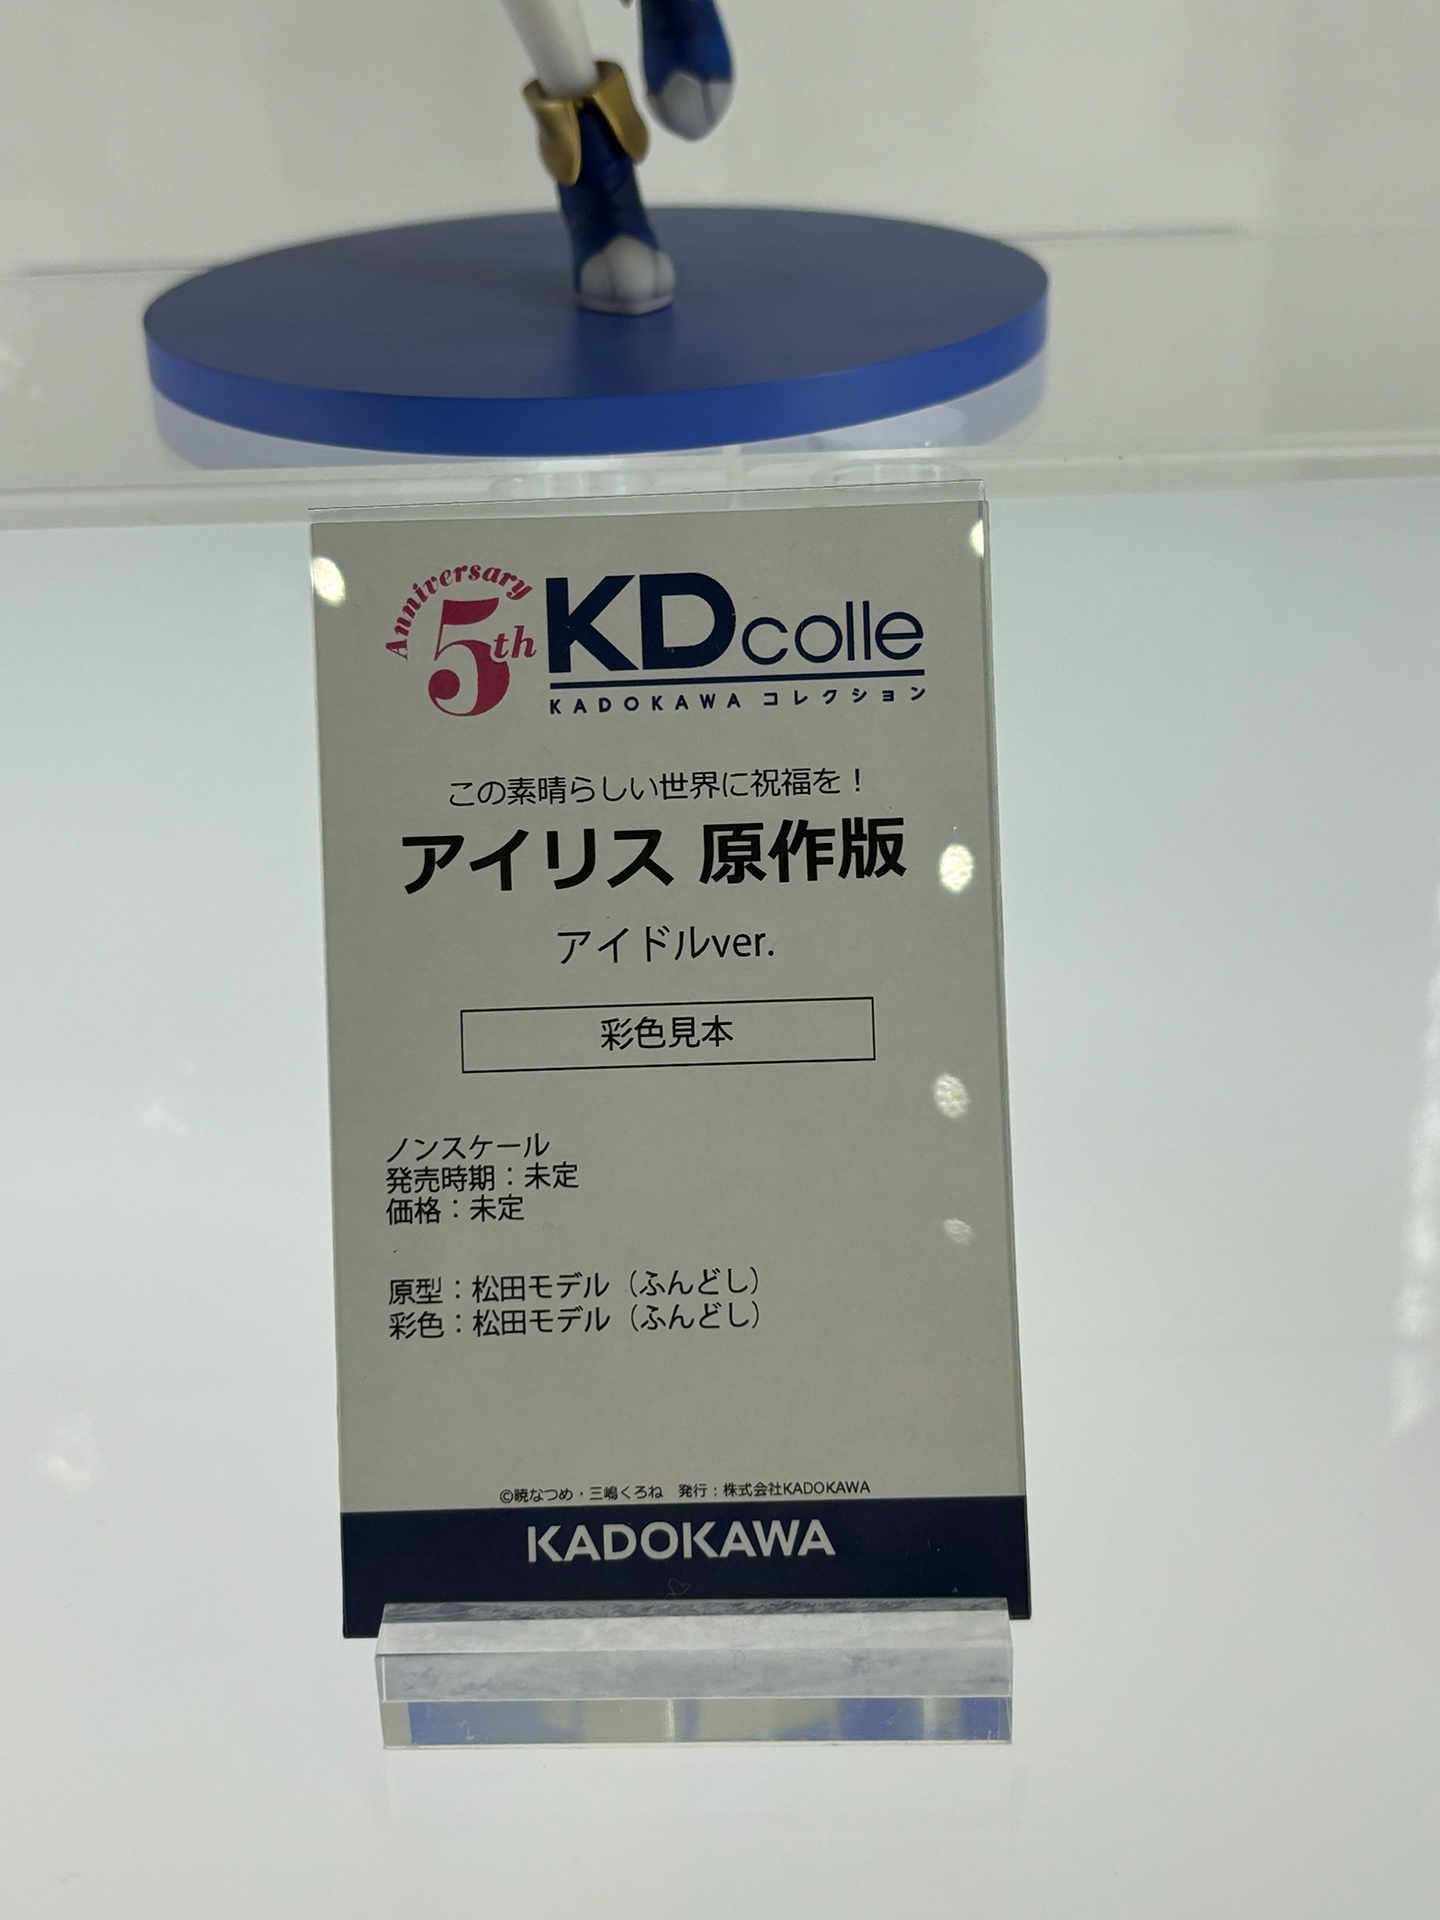 Anniversary
5th
KDcolle
KADOKAWA コレクション
この素晴らしい世界に祝福を！
アイリス 原作版
アイドルver.
彩色見本
ノンスケール
発売時期：未定
価格：未定
原型：松田モデル（ふんどし）
彩色：松田モデル（ふんどし）
©暁なつめ・三嶋くろね　発行：株式会社KADOKAWA
KADOKAWA